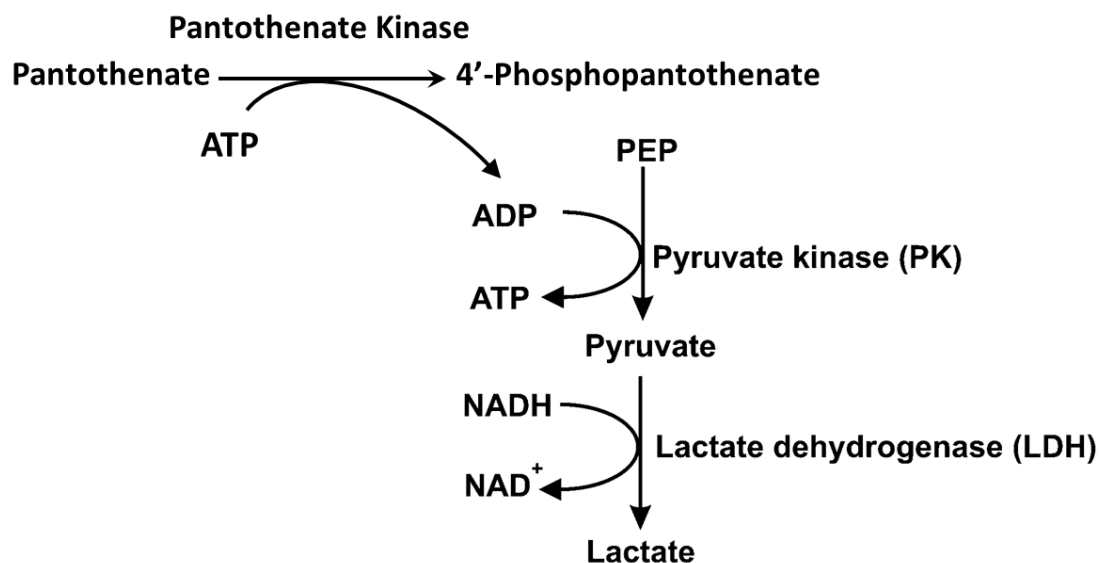 Pantothenate Kinase
Pantothenate
4’-Phosphopantothenate
ATP
PEP
ADP
Pyruvate kinase (PK)
ATP
Pyruvate
NADH
Lactate dehydrogenase (LDH)
NAD+
Lactate